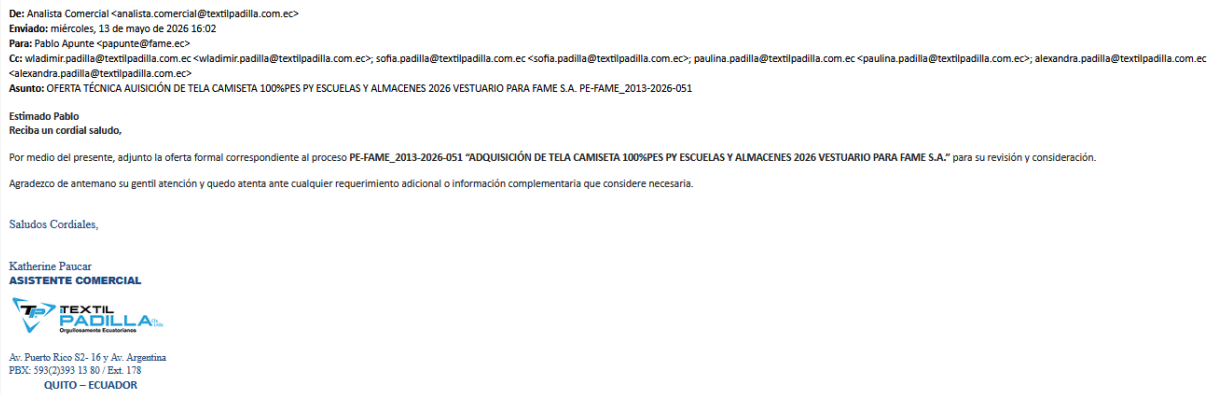 De: Analista Comercial <analista.comercial@textilpadilla.com.ec>
Enviado: miércoles, 13 de mayo de 2026 16:02
Para: Pablo Apunte <papunte@fame.ec>
Cc: wladimir.padilla@textilpadilla.com.ec <wladimir.padilla@textilpadilla.com.ec>; sofia.padilla@textilpadilla.com.ec <sofia.padilla@textilpadilla.com.ec>; paulina.padilla@textilpadilla.com.ec <paulina.padilla@textilpadilla.com.ec>; alexandra.padilla@textilpadilla.com.ec
<alexandra.padilla@textilpadilla.com.ec>
Asunto: OFERTA TÉCNICA AUISICIÓN DE TELA CAMISETA 100%PES PY ESCUELAS Y ALMACENES 2026 VESTUARIO PARA FAME S.A. PE-FAME_2013-2026-051
Estimado Pablo
Reciba un cordial saludo,
Por medio del presente, adjunto la oferta formal correspondiente al proceso PE-FAME_2013-2026-051 “ADQUISICIÓN DE TELA CAMISETA 100%PES PY ESCUELAS Y ALMACENES 2026 VESTUARIO PARA FAME S.A.” para su revisión y consideración.
Agradezco de antemano su gentil atención y quedo atenta ante cualquier requerimiento adicional o información complementaria que considere necesaria.
Saludos Cordiales,
Katherine Paucar
ASISTENTE COMERCIAL
TP TEXTIL
PADILLA
Orgullosamente Ecuatorianos
Av. Puerto Rico S2- 16 y Av. Argentina
PBX: 593(2)393 13 80 / Ext. 178
QUITO – ECUADOR